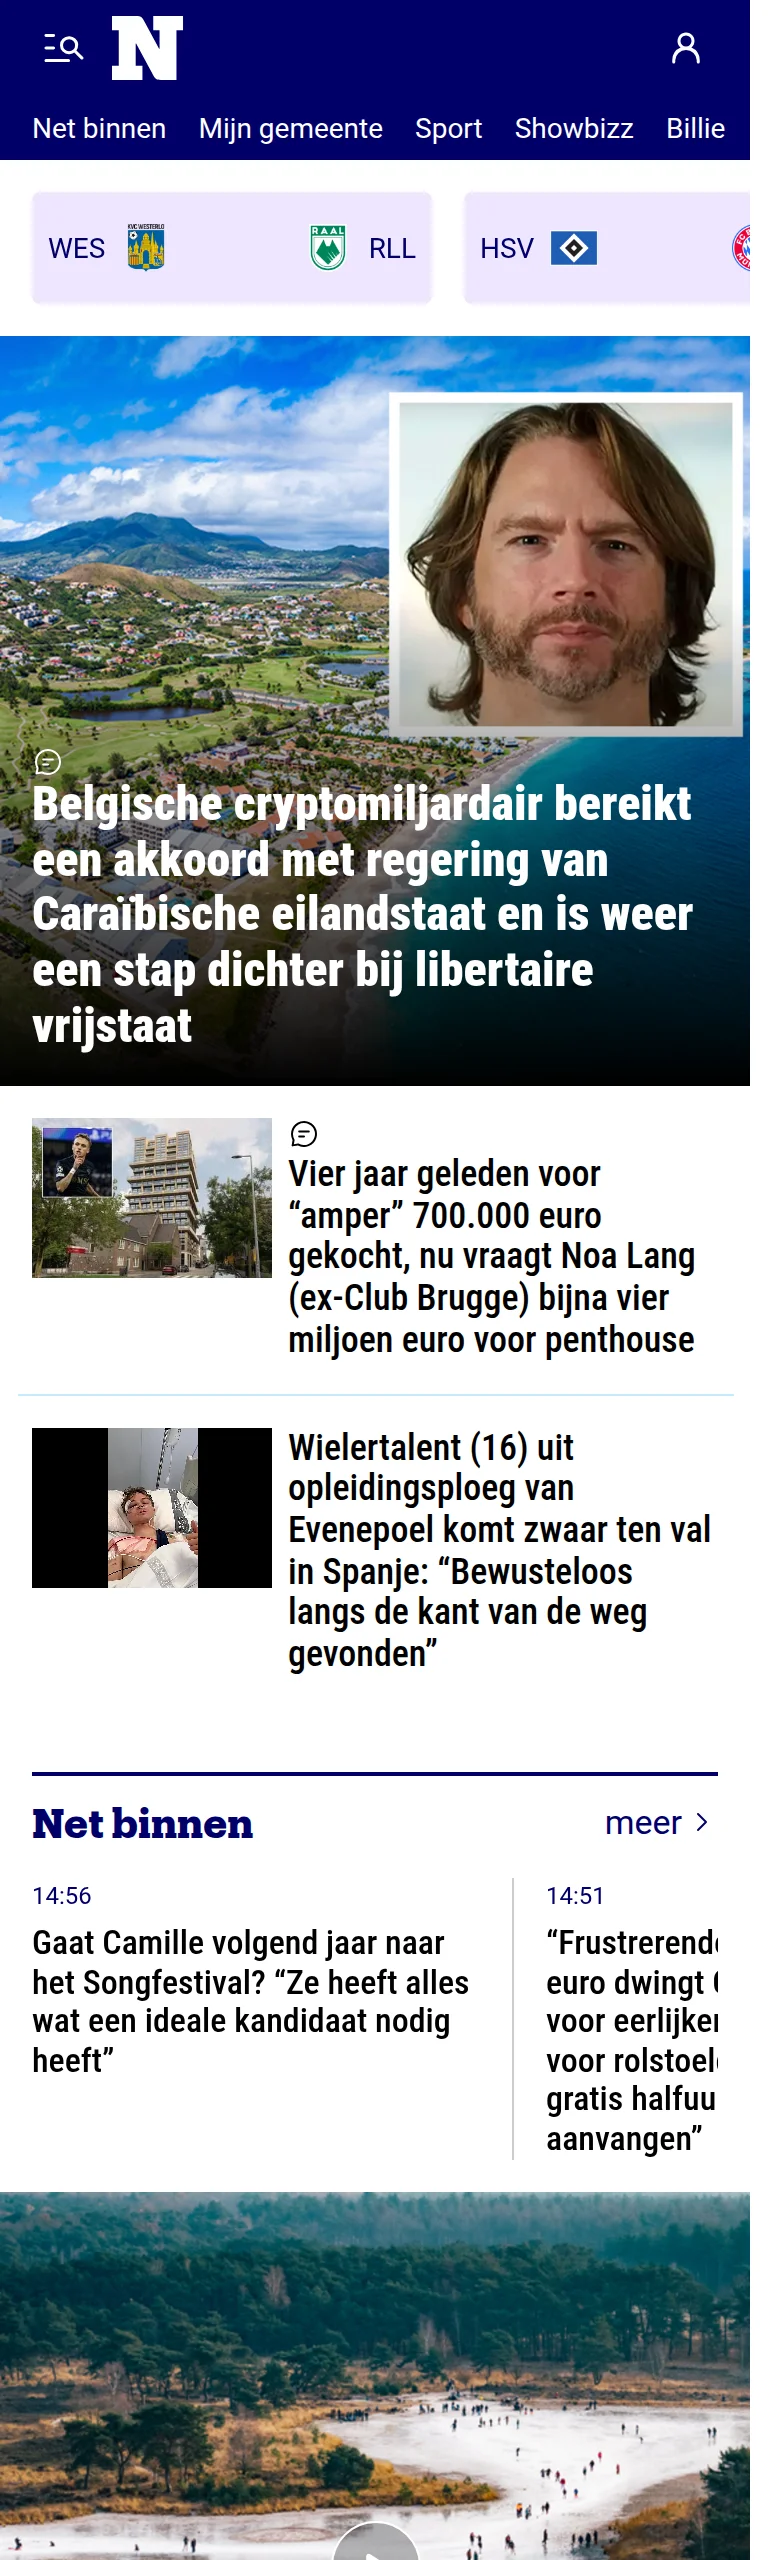 N
Net binnen Mijn gemeente Sport Showbizz Billie
WES KVC WESTERLO RAAL RLL HSV
Belgische cryptomiljardair bereikt
een akkoord met regering van
Caraïbische eilandstaat en is weer
een stap dichter bij libertaire
vrijstaat
Vier jaar geleden voor
“amper” 700.000 euro
gekocht, nu vraagt Noa Lang
(ex-Club Brugge) bijna vier
miljoen euro voor penthouse
Wielertalent (16) uit
opleidingsploeg van
Evenepoel komt zwaar ten val
in Spanje: “Bewusteloos
langs de kant van de weg
gevonden”
Net binnen meer
14:56
Gaat Camille volgend jaar naar
het Songfestival? “Ze heeft alles
wat een ideale kandidaat nodig
heeft”
14:51
“Frustrerende
euro dwingt
voor eerlijker
voor rolstoel
gratis halfuu
aanvangen”